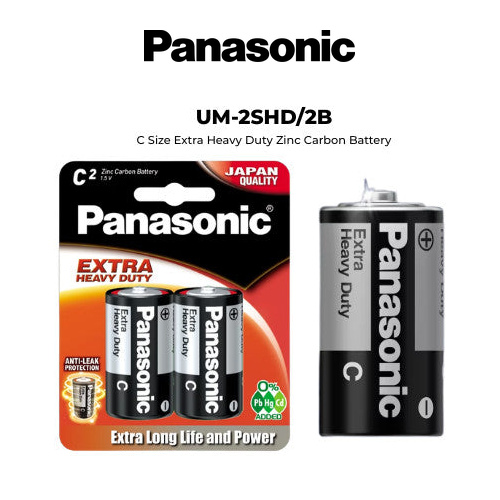 Panasonic
UM-2SHD/2B
C Size Extra Heavy Duty Zinc Carbon Battery
C2 Zinc Carbon Battery
1.5 V
JAPAN
QUALITY
Panasonic®
EXTRA
HEAVY DUTY
Extra
Heavy Duty
Panasonic
C
Extra
Heavy Duty
Panasonic
C
ANTI-LEAK
PROTECTION
0%
Pb Hg Cd
ADDED
Extra Long Life and Power
Panasonic
Extra
Heavy Duty
C